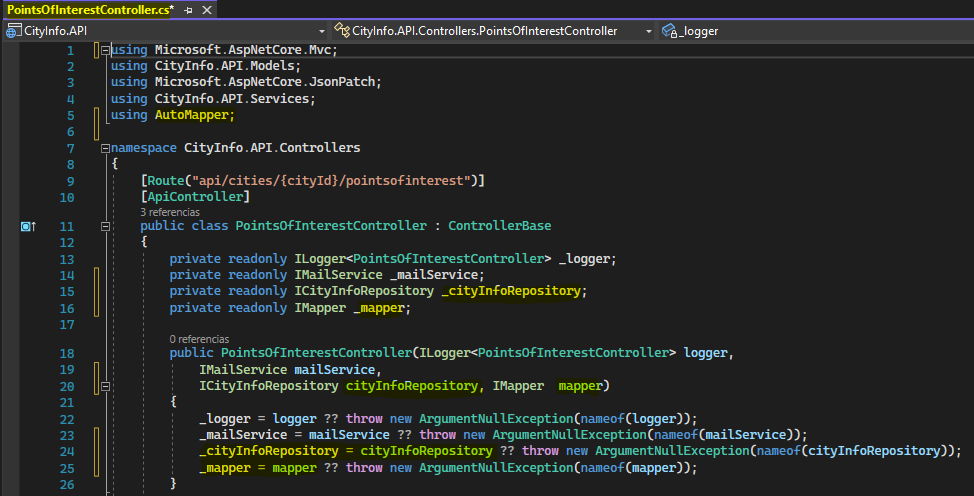 PointsOfInterestController.cs*
CityInfo.API CityInfo.API.Controllers.PointsOfInterestController _logger
1 using Microsoft.AspNetCore.Mvc;
2 using CityInfo.API.Models;
3 using Microsoft.AspNetCore.JsonPatch;
4 using CityInfo.API.Services;
5 using AutoMapper;
6
7 namespace CityInfo.API.Controllers
8 {
9 [Route("api/cities/{cityId}/pointsofinterest")]
10 [ApiController]
3 referencias
11 public class PointsOfInterestController : ControllerBase
12 {
13 private readonly ILogger<PointsOfInterestController> _logger;
14 private readonly IMailService _mailService;
15 private readonly ICityInfoRepository _cityInfoRepository;
16 private readonly IMapper _mapper;
17
0 referencias
18 public PointsOfInterestController(ILogger<PointsOfInterestController> logger,
19 IMailService mailService,
20 ICityInfoRepository cityInfoRepository, IMapper mapper)
21 {
22 _logger = logger ?? throw new ArgumentNullException(nameof(logger));
23 _mailService = mailService ?? throw new ArgumentNullException(nameof(mailService));
24 _cityInfoRepository = cityInfoRepository ?? throw new ArgumentNullException(nameof(cityInfoRepository));
25 _mapper = mapper ?? throw new ArgumentNullException(nameof(mapper));
26 }